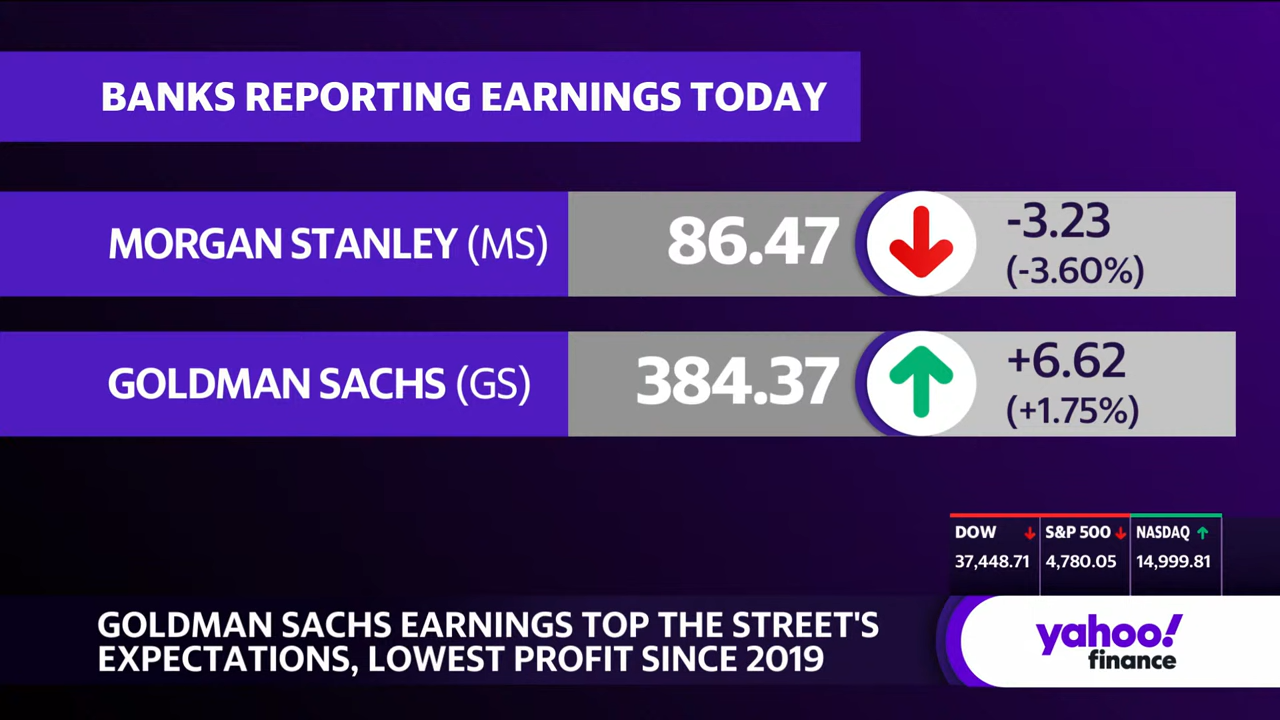 BANKS REPORTING EARNINGS TODAY
MORGAN STANLEY (MS) 86.47 -3.23
(-3.60%)
GOLDMAN SACHS (GS) 384.37 +6.62
(+1.75%)
DOW S&P 500 NASDAQ
37,448.71 4,780.05 14,999.81
GOLDMAN SACHS EARNINGS TOP THE STREET'S
EXPECTATIONS, LOWEST PROFIT SINCE 2019
yahoo!
finance